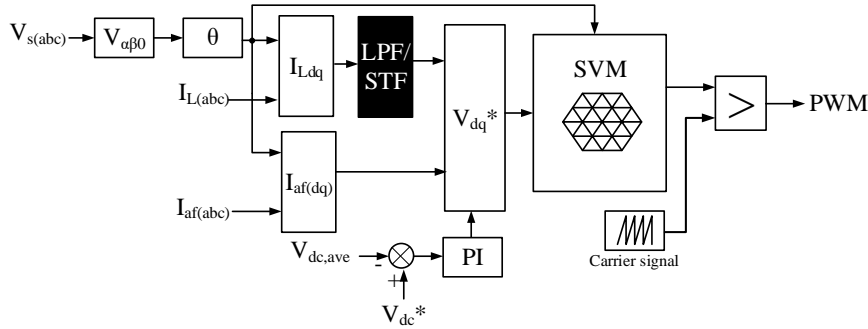 V_s(abc)
V_αβ0
θ
I_L(abc)
I_Ldq
LPF/
STF
V_dq*
SVM
>
PWM
I_af(abc)
I_af(dq)
V_dc,ave
-
+
V_dc*
PI
Carrier signal